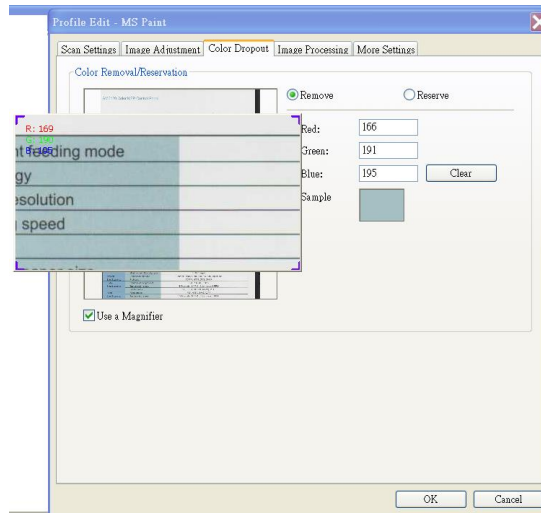 Profile Edit - MS Paint
Scan Settings Image Adjustment Color Dropout Image Processing More Settings
Color Removal/Reservation
Remove Reserve
R: 169
G: 190
B: 195
nt feeding mode
gy
esolution
speed
Red: 166
Green: 191
Blue: 195 Clear
Sample
Use a Magnifier
OK Cancel